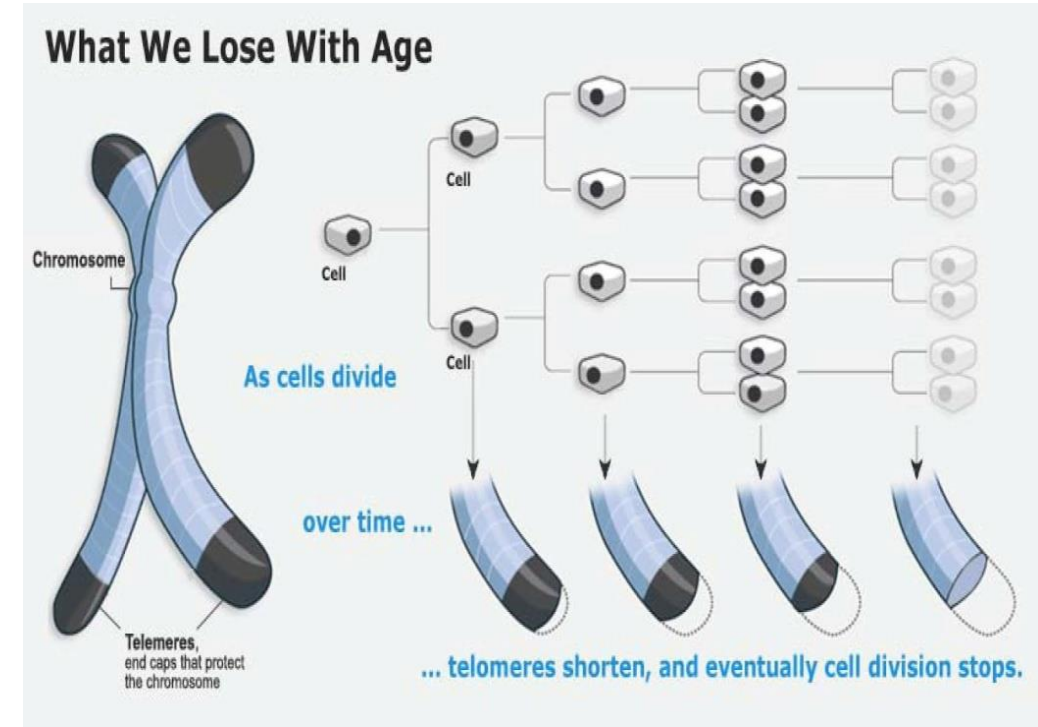 What We Lose With Age
Cell
Cell
Chromosome
Cell
As cells divide
over time ...
Telemeres,
end caps that protect
the chromosome
... telomeres shorten, and eventually cell division stops.